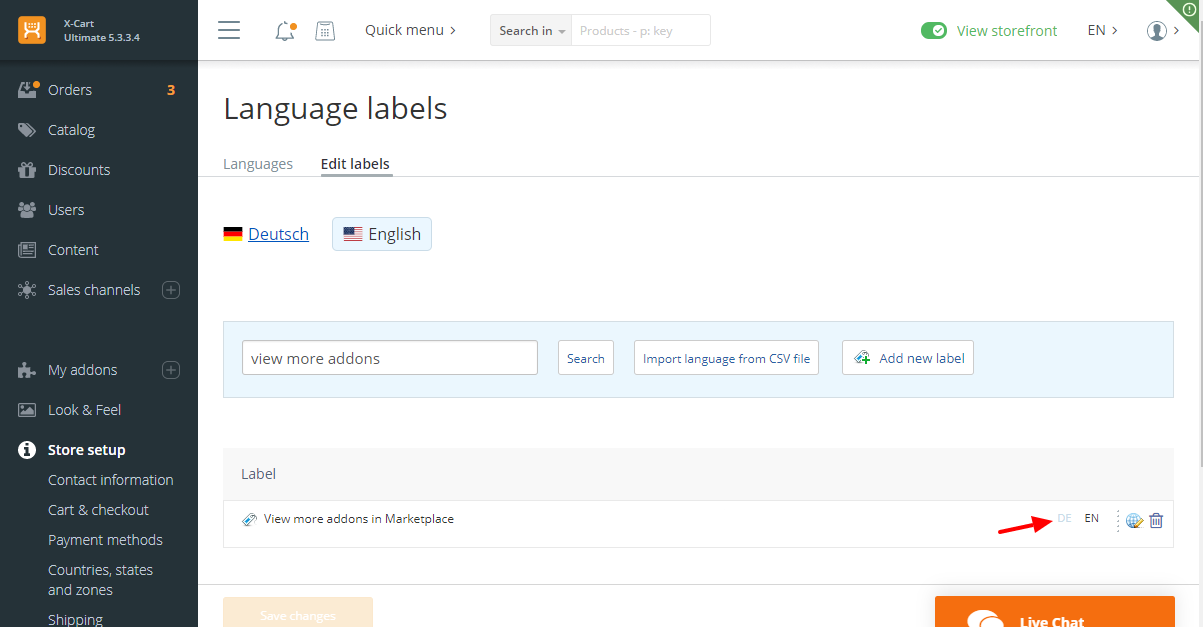 X-Cart
Ultimate 5.3.3.4
Quick menu
Search in
Products - p: key
View storefront
EN
Orders
3
Catalog
Discounts
Users
Content
Sales channels
My addons
Look & Feel
Store setup
Contact information
Cart & checkout
Payment methods
Countries, states
and zones
Shipping
Language labels
Languages
Edit labels
Deutsch
English
view more addons
Search
Import language from CSV file
Add new label
Label
View more addons in Marketplace
DE
EN
Save changes
Live Chat